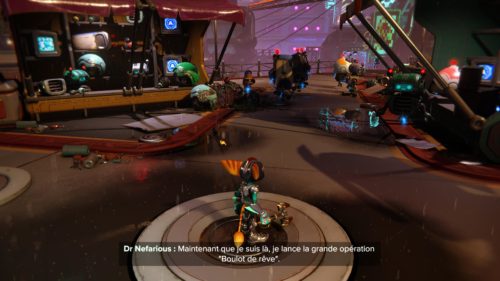 Dr Nefarious : Maintenant que je suis là, je lance la grande opération
"Boulot de rêve".